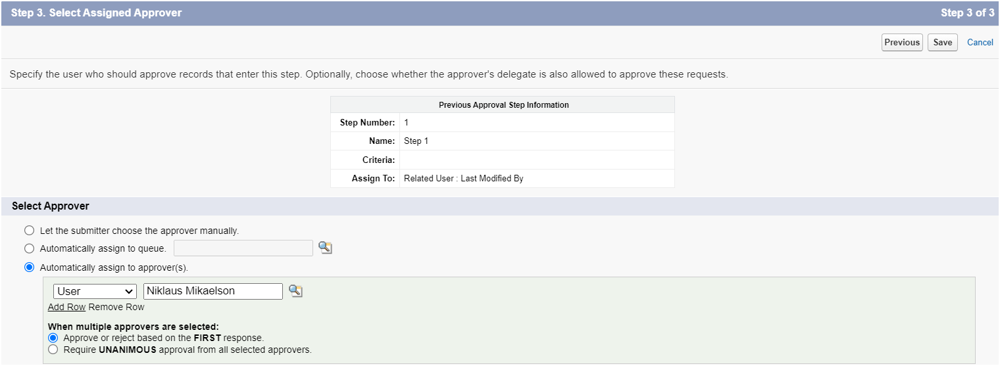 Step 3. Select Assigned Approver Step 3 of 3
Previous Save Cancel
Specify the user who should approve records that enter this step. Optionally, choose whether the approver's delegate is also allowed to approve these requests.
Previous Approval Step Information
Step Number: 1
Name: Step 1
Criteria:
Assign To: Related User : Last Modified By
Select Approver
Let the submitter choose the approver manually.
Automatically assign to queue.
Automatically assign to approver(s).
User Niklaus Mikaelson
Add Row Remove Row
When multiple approvers are selected:
Approve or reject based on the FIRST response.
Require UNANIMOUS approval from all selected approvers.